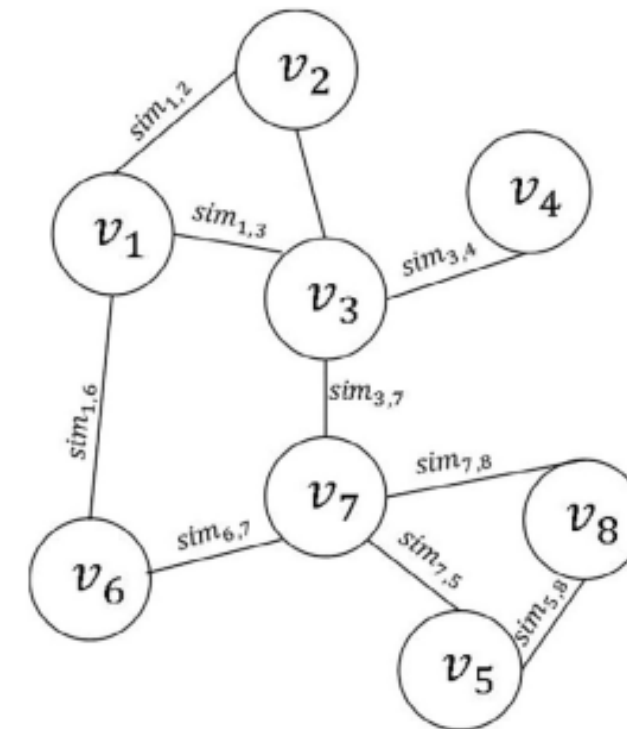 v₂
sim₁,₂
v₄
v₁
sim₁,₃
sim₃,₄
v₃
sim₁,₆
sim₃,₇
sim₇,₈
v₇
v₈
sim₆,₇
sim₇,₅
v₆
sim₅,₈
v₅